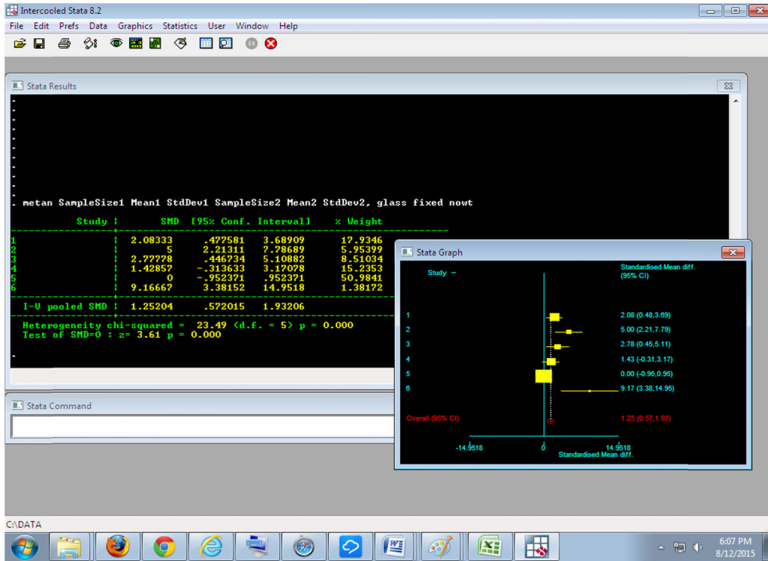 Intercooled Stata 8.2
File Edit Prefs Data Graphics Statistics User Window Help
Stata Results
. metan SampleSize1 Mean1 StdDev1 SampleSize2 Mean2 StdDev2, glass fixed nowt
Study | SMD [95% Conf. Interval] % Weight
1 | 2.08333 .477581 3.68909 17.9346
2 | 5 2.21311 7.78689 5.95399
3 | 2.77778 .446734 5.10882 8.51034
4 | 1.42857 -.313633 3.17078 15.2353
5 | 0 -.952371 .952371 50.9841
6 | 9.16667 3.38152 14.9518 1.38172
I-V pooled SMD | 1.25204 .572015 1.93206
Heterogeneity chi-squared = 23.49 (d.f. = 5) p = 0.000
Test of SMD=0 : z= 3.61 p = 0.000
.
Stata Command
Stata Graph
Study
Standardised Mean diff.
(95% CI)
1 2.08 (0.48,3.69)
2 5.00 (2.21,7.79)
3 2.78 (0.45,5.11)
4 1.43 (-0.31,3.17)
5 0.00 (-0.95,0.95)
6 9.17 (3.38,14.95)
Overall (95% CI) 1.25 (0.57,1.93)
-14.9518 0 14.9518
Standardised Mean diff.
C:\DATA
6:07 PM
8/12/2015